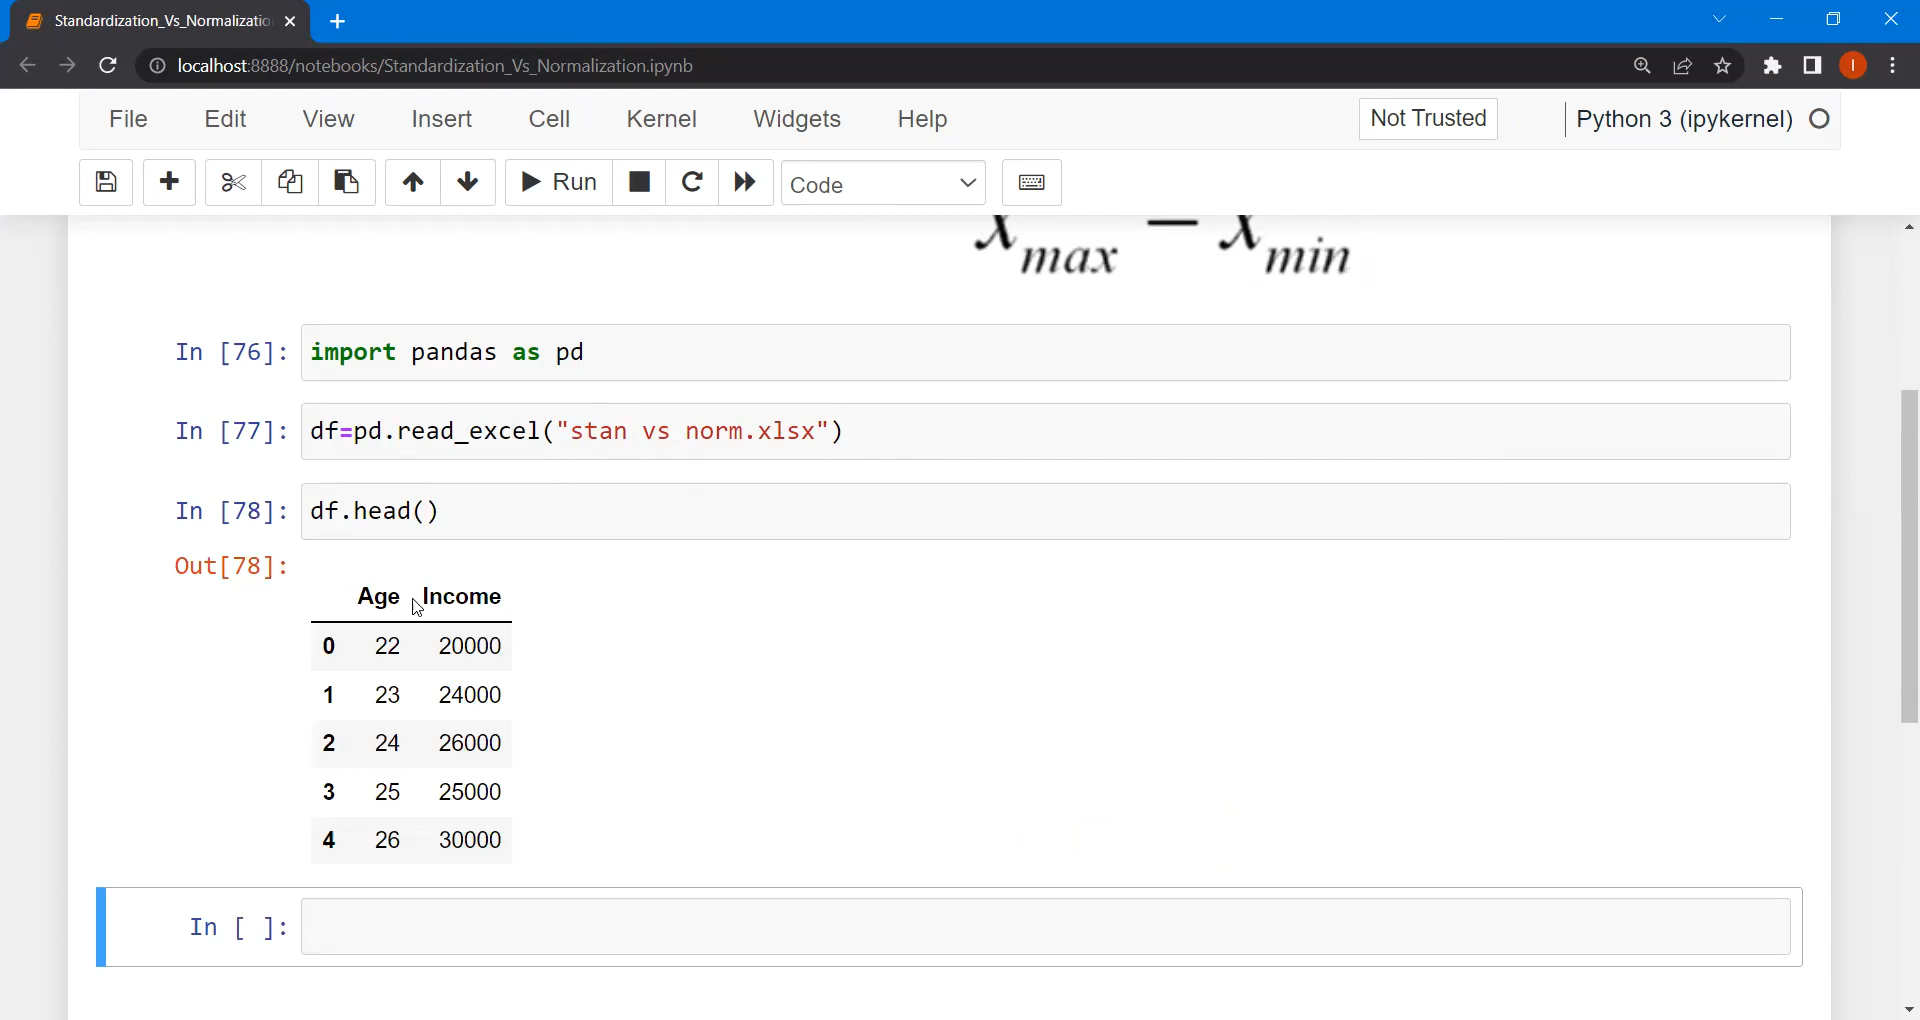 Standardization_Vs_Normalizatio
localhost:8888/notebooks/Standardization_Vs_Normalization.ipynb
I
File Edit View Insert Cell Kernel Widgets Help Not Trusted Python 3 (ipykernel)
Run Code
x max − x min
In [76]: import pandas as pd
In [77]: df=pd.read_excel("stan vs norm.xlsx")
In [78]: df.head()
Out[78]:
Age Income
0 22 20000
1 23 24000
2 24 26000
3 25 25000
4 26 30000
In [ ]: